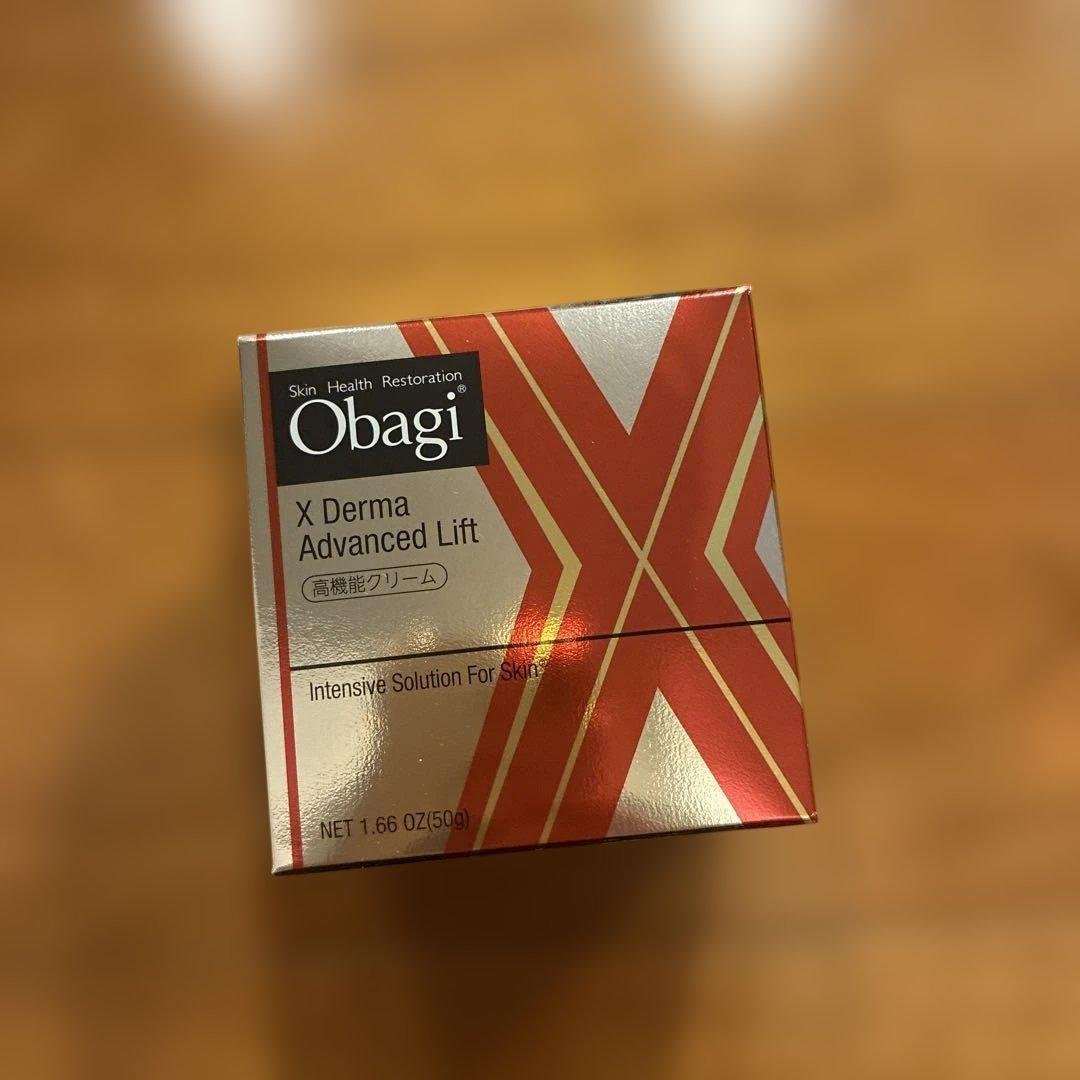 Skin Health Restoration
Obagi®
X Derma
Advanced Lift
高機能クリーム
Intensive Solution For Skin
NET 1.66 OZ(50g)